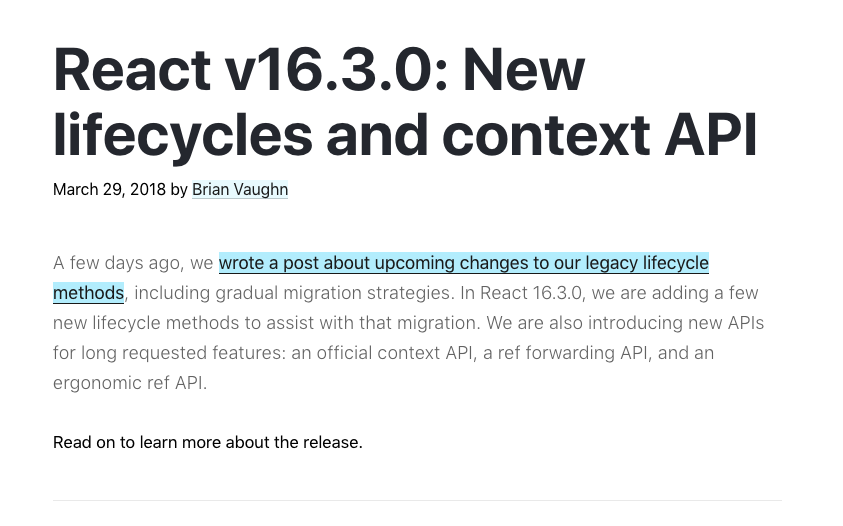 React v16.3.0: New
lifecycles and context API
March 29, 2018 by Brian Vaughn
A few days ago, we wrote a post about upcoming changes to our legacy lifecycle
methods, including gradual migration strategies. In React 16.3.0, we are adding a few
new lifecycle methods to assist with that migration. We are also introducing new APIs
for long requested features: an official context API, a ref forwarding API, and an
ergonomic ref API.
Read on to learn more about the release.